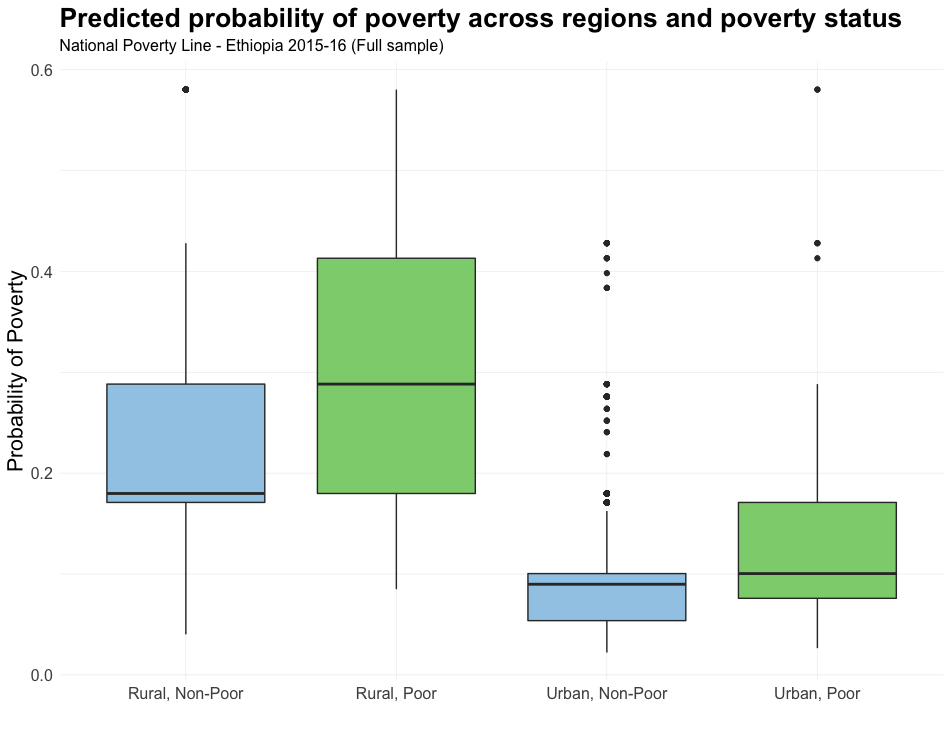 Predicted probability of poverty across regions and poverty status
National Poverty Line - Ethiopia 2015-16 (Full sample)
Probability of Poverty
0.6
0.4
0.2
0.0
Rural, Non-Poor
Rural, Poor
Urban, Non-Poor
Urban, Poor